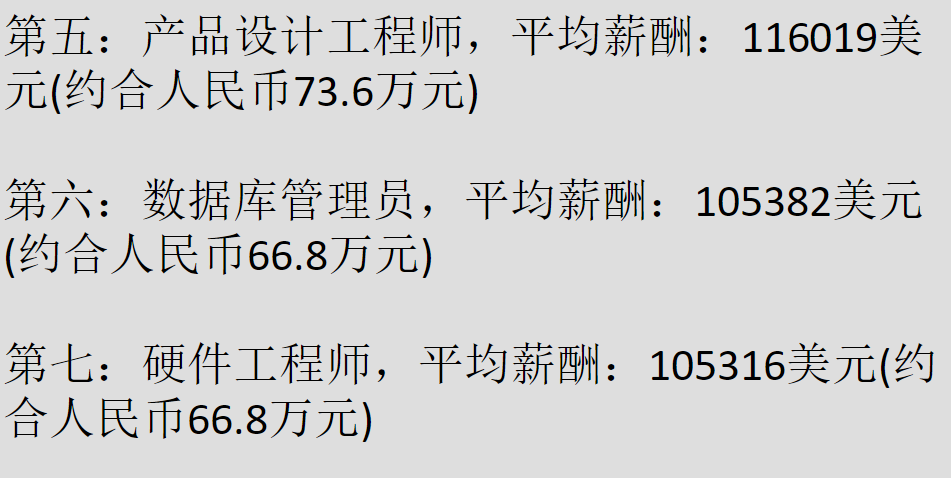 第五：产品设计工程师，平均薪酬：116019美
元(约合人民币73.6万元)
第六：数据库管理员，平均薪酬：105382美元
(约合人民币66.8万元)
第七：硬件工程师，平均薪酬：105316美元(约
合人民币66.8万元)